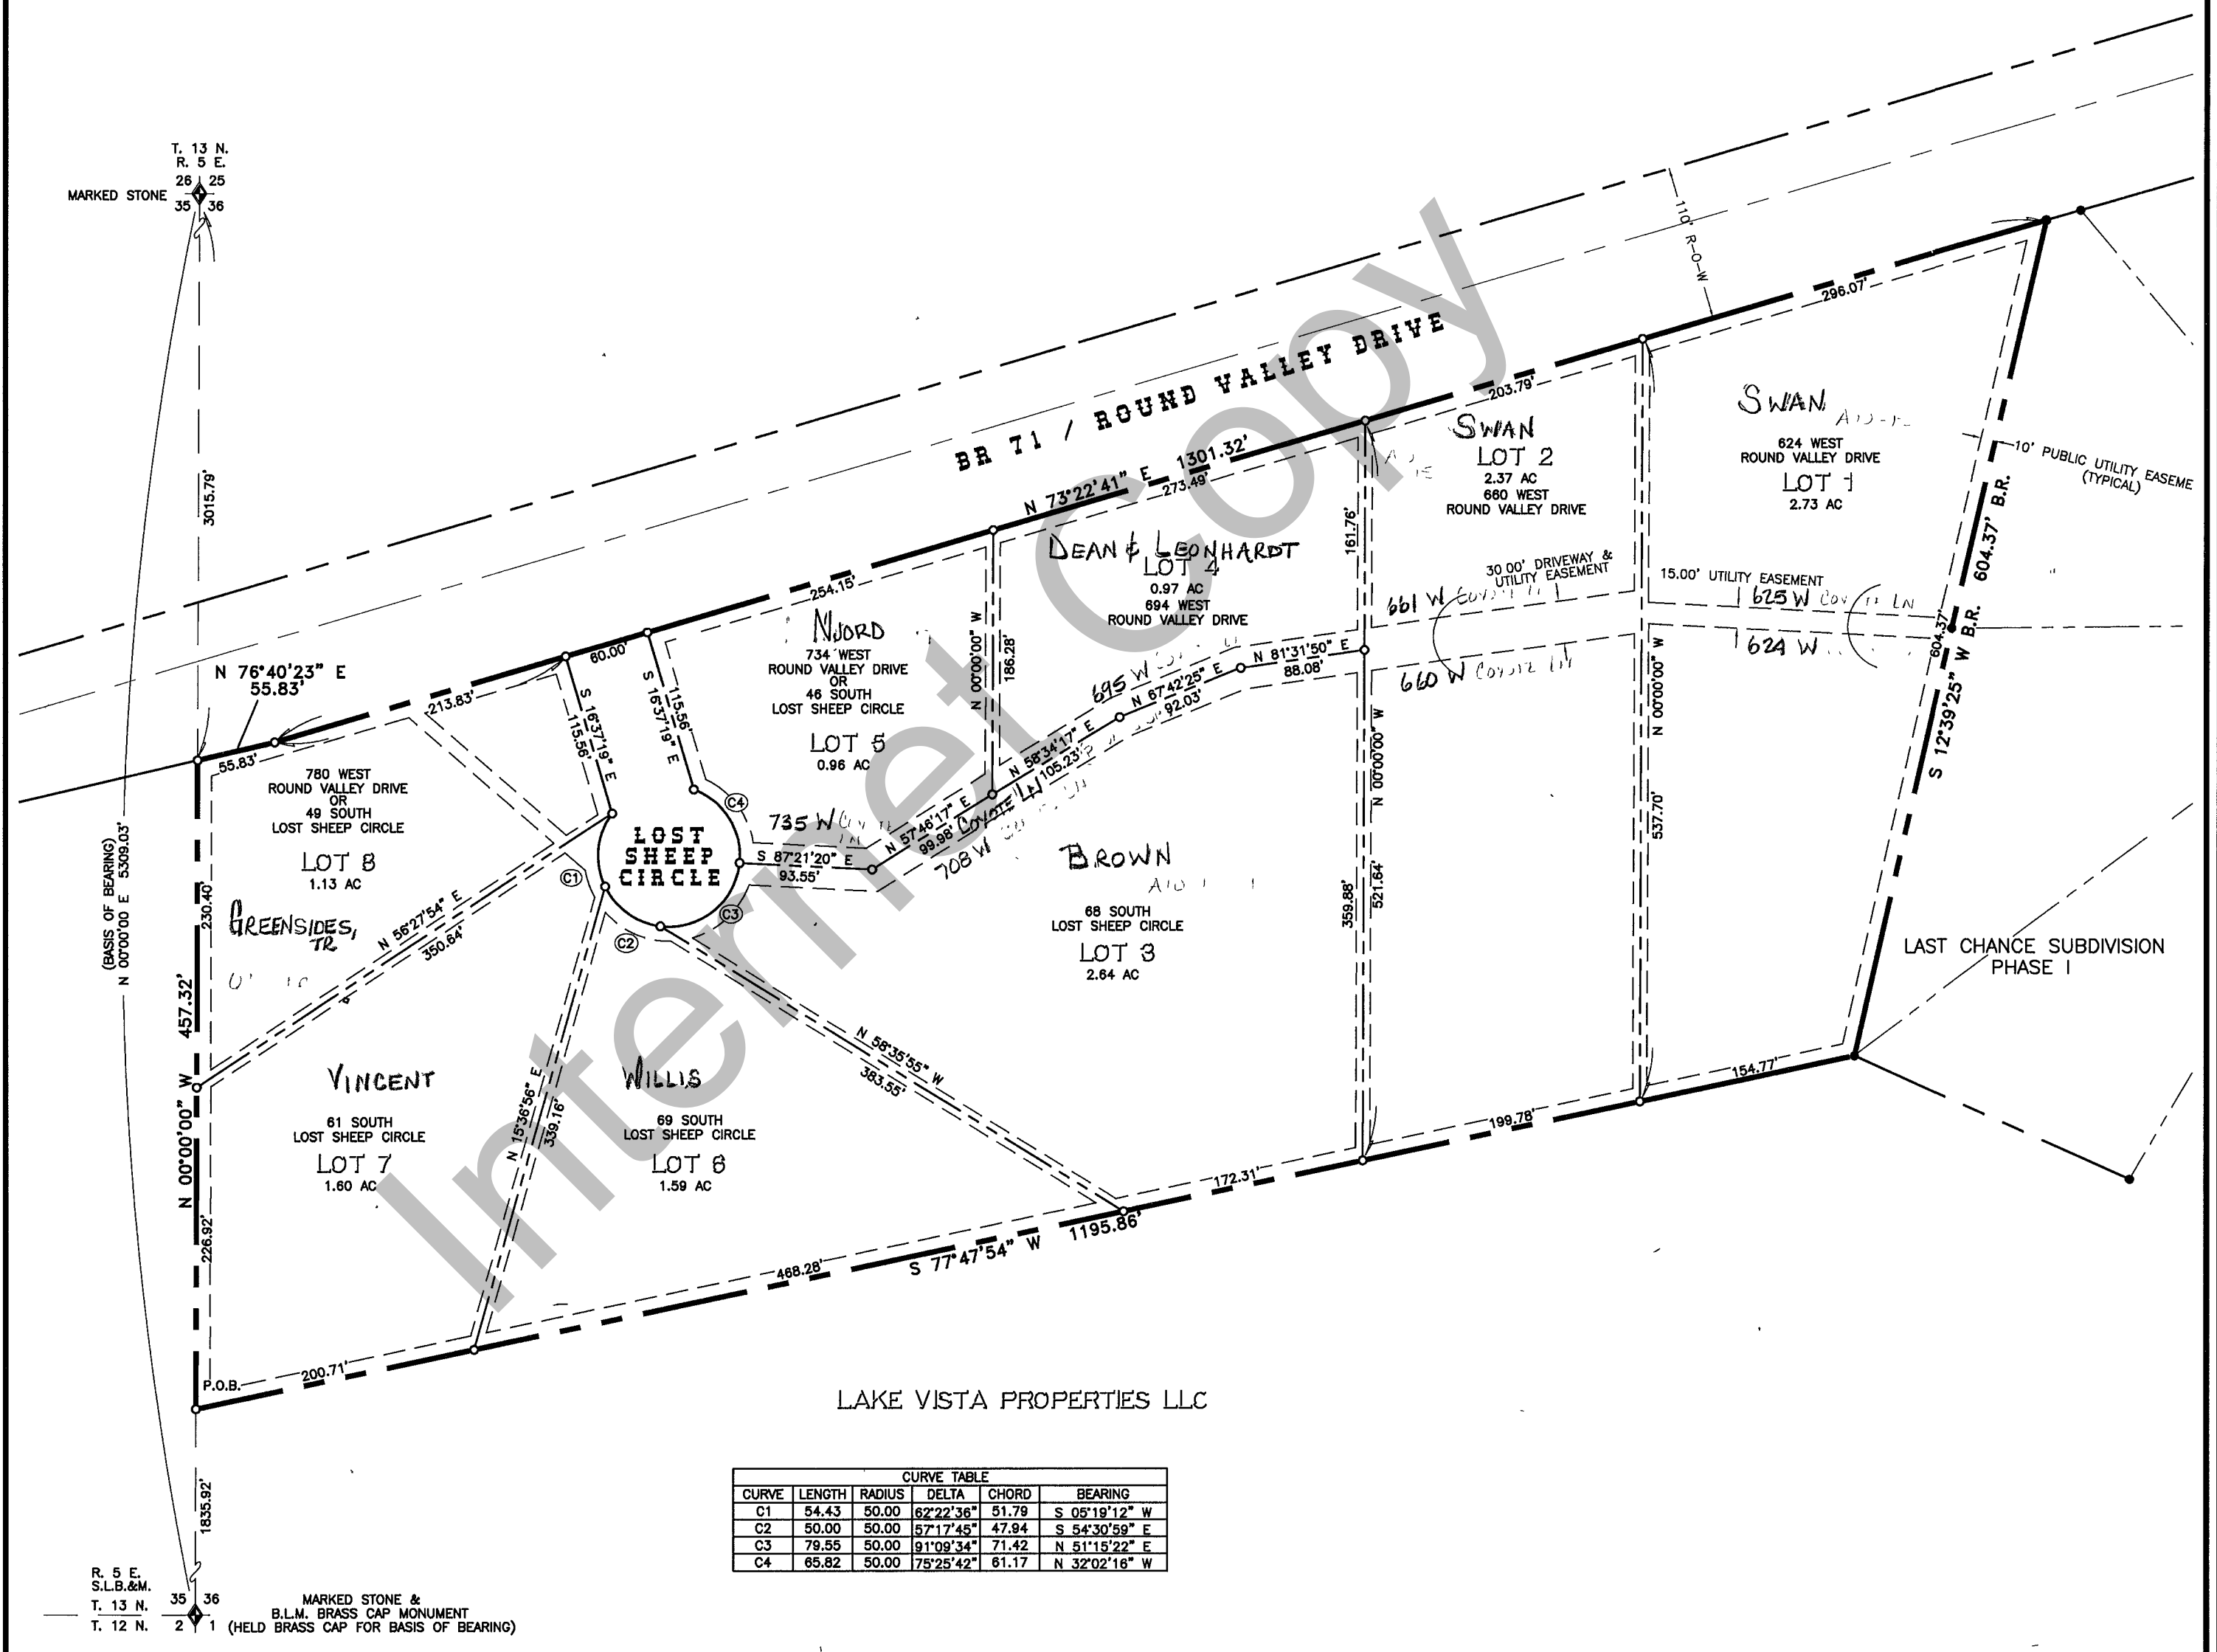 T. 13 N.
R. 5 E.
26 25
MARKED STONE
35 36
3015.79'
(BASIS OF BEARING)
N 00°00'00 E 5309.03'
110' R-O-W
BR 71 / ROUND VALLEY DRIVE
N 73°22'41" E 1301.32'
296.07'
203.79'
273.49'
254.15'
60.00'
213.83'
N 76°40'23" E
55.83'
55.83'
SWAN
624 WEST
ROUND VALLEY DRIVE
LOT 1
2.73 AC
10' PUBLIC UTILITY EASEME
(TYPICAL)
SWAN
LOT 2
2.37 AC
660 WEST
ROUND VALLEY DRIVE
30 00' DRIVEWAY &
UTILITY EASEMENT
15.00' UTILITY EASEMENT
661 W
625 W
LN
660 W COYOTE LN
624 W
604.37'
S 12°39'25" W B.R. 604.37' B.R.
DEAN & LEONHARDT
LOT 4
0.97 AC
694 WEST
ROUND VALLEY DRIVE
161.76'
N 00°00'00" W
186.28'
695 W
N 81°31'50" E
88.08'
N 67°42'25" E
92.03'
N 58°34'17" E
105.23'
N 57°46'17" E
99.98'
COYOTE LN
708 W
735 W
NJORD
734 WEST
ROUND VALLEY DRIVE
OR
46 SOUTH
LOST SHEEP CIRCLE
LOT 5
0.96 AC
S 16°37'19" E
115.56'
S 16°37'19" E
115.56'
C4
LOST
SHEEP
CIRCLE
S 87°21'20" E
93.55'
C1
C2
C3
780 WEST
ROUND VALLEY DRIVE
OR
49 SOUTH
LOST SHEEP CIRCLE
LOT 8
1.13 AC
GREENSIDES,
TR
230.40'
N 56°27'54" E
350.64'
BROWN
68 SOUTH
LOST SHEEP CIRCLE
LOT 3
2.64 AC
N 00°00'00" W
359.88'
521.64'
N 00°00'00" W
537.70'
LAST CHANCE SUBDIVISION
PHASE I
N 58°35'55" W
383.55'
N 00°00'00" W 457.32'
226.92'
VINCENT
61 SOUTH
LOST SHEEP CIRCLE
LOT 7
1.60 AC
N 15°36'56" E
339.16'
WILLIS
69 SOUTH
LOST SHEEP CIRCLE
LOT 6
1.59 AC
154.77'
199.78'
172.31'
S 77°47'54" W 1195.86'
468.28'
200.71'
P.O.B.
LAKE VISTA PROPERTIES LLC
CURVE TABLE
CURVE LENGTH RADIUS DELTA CHORD BEARING
C1 54.43 50.00 62°22'36" 51.79 S 05°19'12" W
C2 50.00 50.00 57°17'45" 47.94 S 54°30'59" E
C3 79.55 50.00 91°09'34" 71.42 N 51°15'22" E
C4 65.82 50.00 75°25'42" 61.17 N 32°02'16" W
1835.92'
R. 5 E.
S.L.B.&M.
T. 13 N.
T. 12 N.
35 36
2 1
MARKED STONE &
B.L.M. BRASS CAP MONUMENT
(HELD BRASS CAP FOR BASIS OF BEARING)
Internet Copy